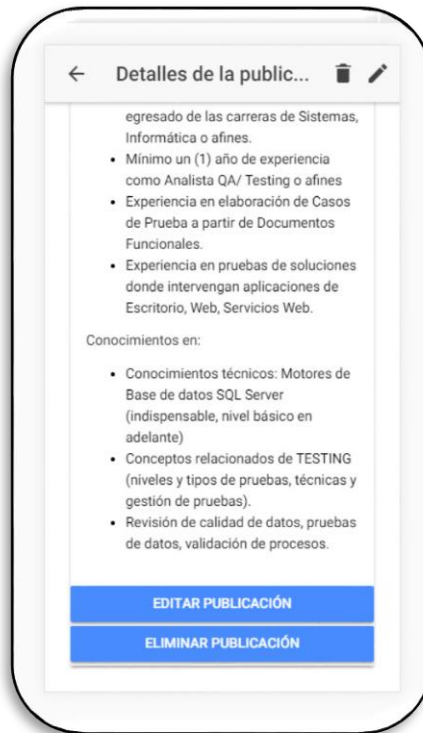 Detalles de la public...
egresado de las carreras de Sistemas,
Informática o afines.
• Mínimo un (1) año de experiencia
como Analista QA/ Testing o afines
• Experiencia en elaboración de Casos
de Prueba a partir de Documentos
Funcionales.
• Experiencia en pruebas de soluciones
donde intervengan aplicaciones de
Escritorio, Web, Servicios Web.
Conocimientos en:
• Conocimientos técnicos: Motores de
Base de datos SQL Server
(indispensable, nivel básico en
adelante)
• Conceptos relacionados de TESTING
(niveles y tipos de pruebas, técnicas y
gestión de pruebas).
• Revisión de calidad de datos, pruebas
de datos, validación de procesos.
EDITAR PUBLICACIÓN
ELIMINAR PUBLICACIÓN